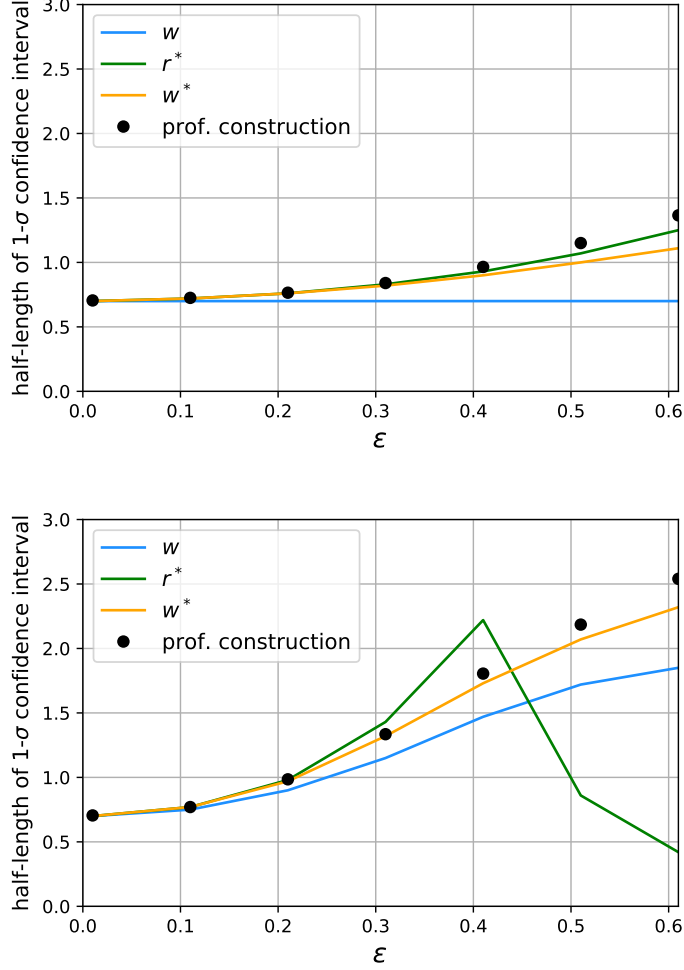 half-length of 1-σ confidence interval
3.0
2.5
2.0
1.5
1.0
0.5
0.0
w
r*
w*
prof. construction
0.0 0.1 0.2 0.3 0.4 0.5 0.6
ε
half-length of 1-σ confidence interval
3.0
2.5
2.0
1.5
1.0
0.5
0.0
w
r*
w*
prof. construction
0.0 0.1 0.2 0.3 0.4 0.5 0.6
ε